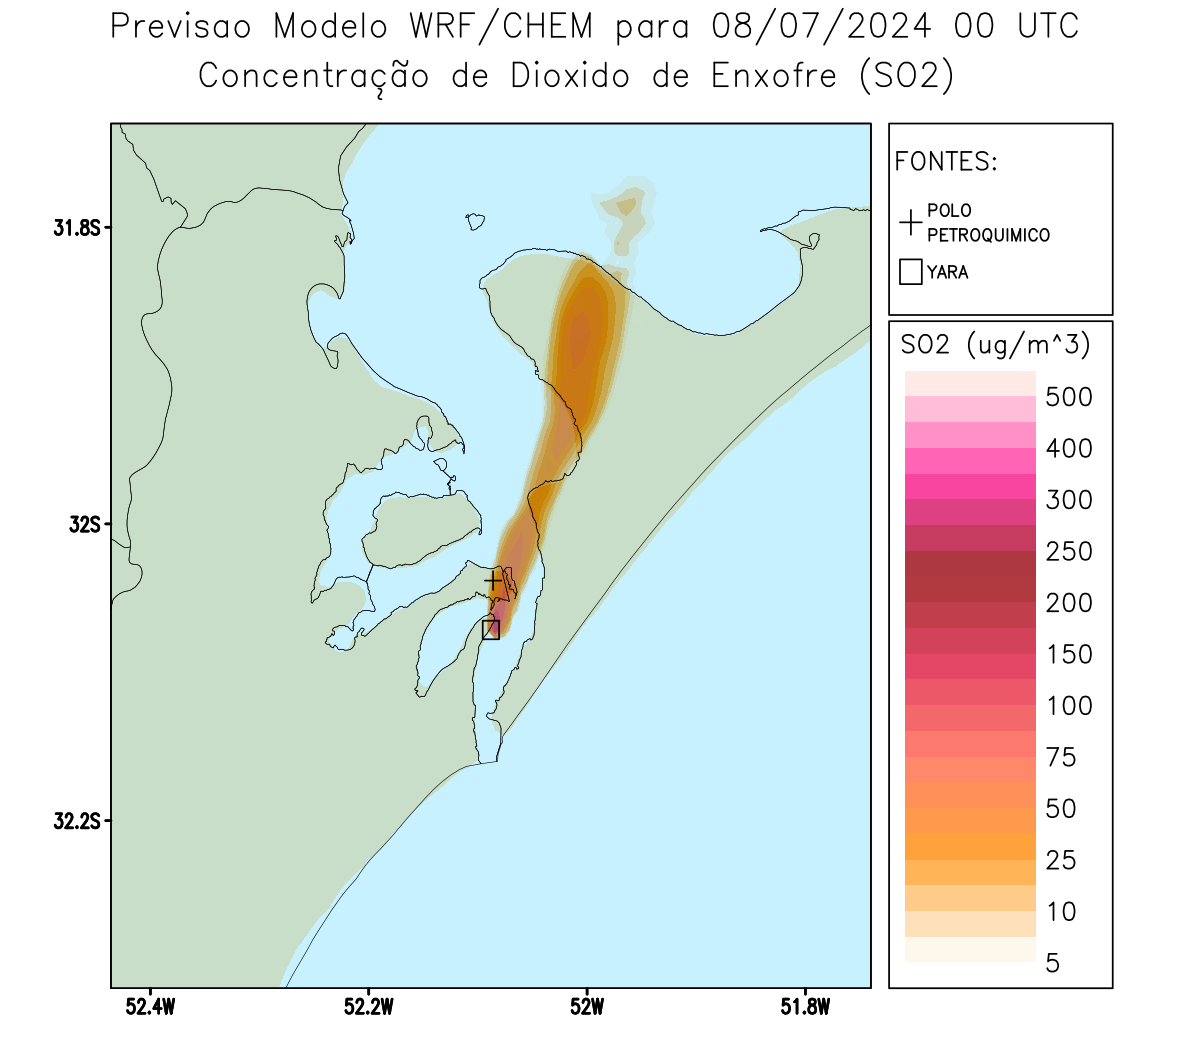 Previsao Modelo WRF/CHEM para 08/07/2024 00 UTC
Concentração de Dioxido de Enxofre (SO2)
FONTES:
POLO
PETROQUIMICO
YARA
SO2 (ug/m^3)
500
400
300
250
200
150
100
75
50
25
10
5
31.8S
32S
32.2S
52.4W
52.2W
52W
51.8W